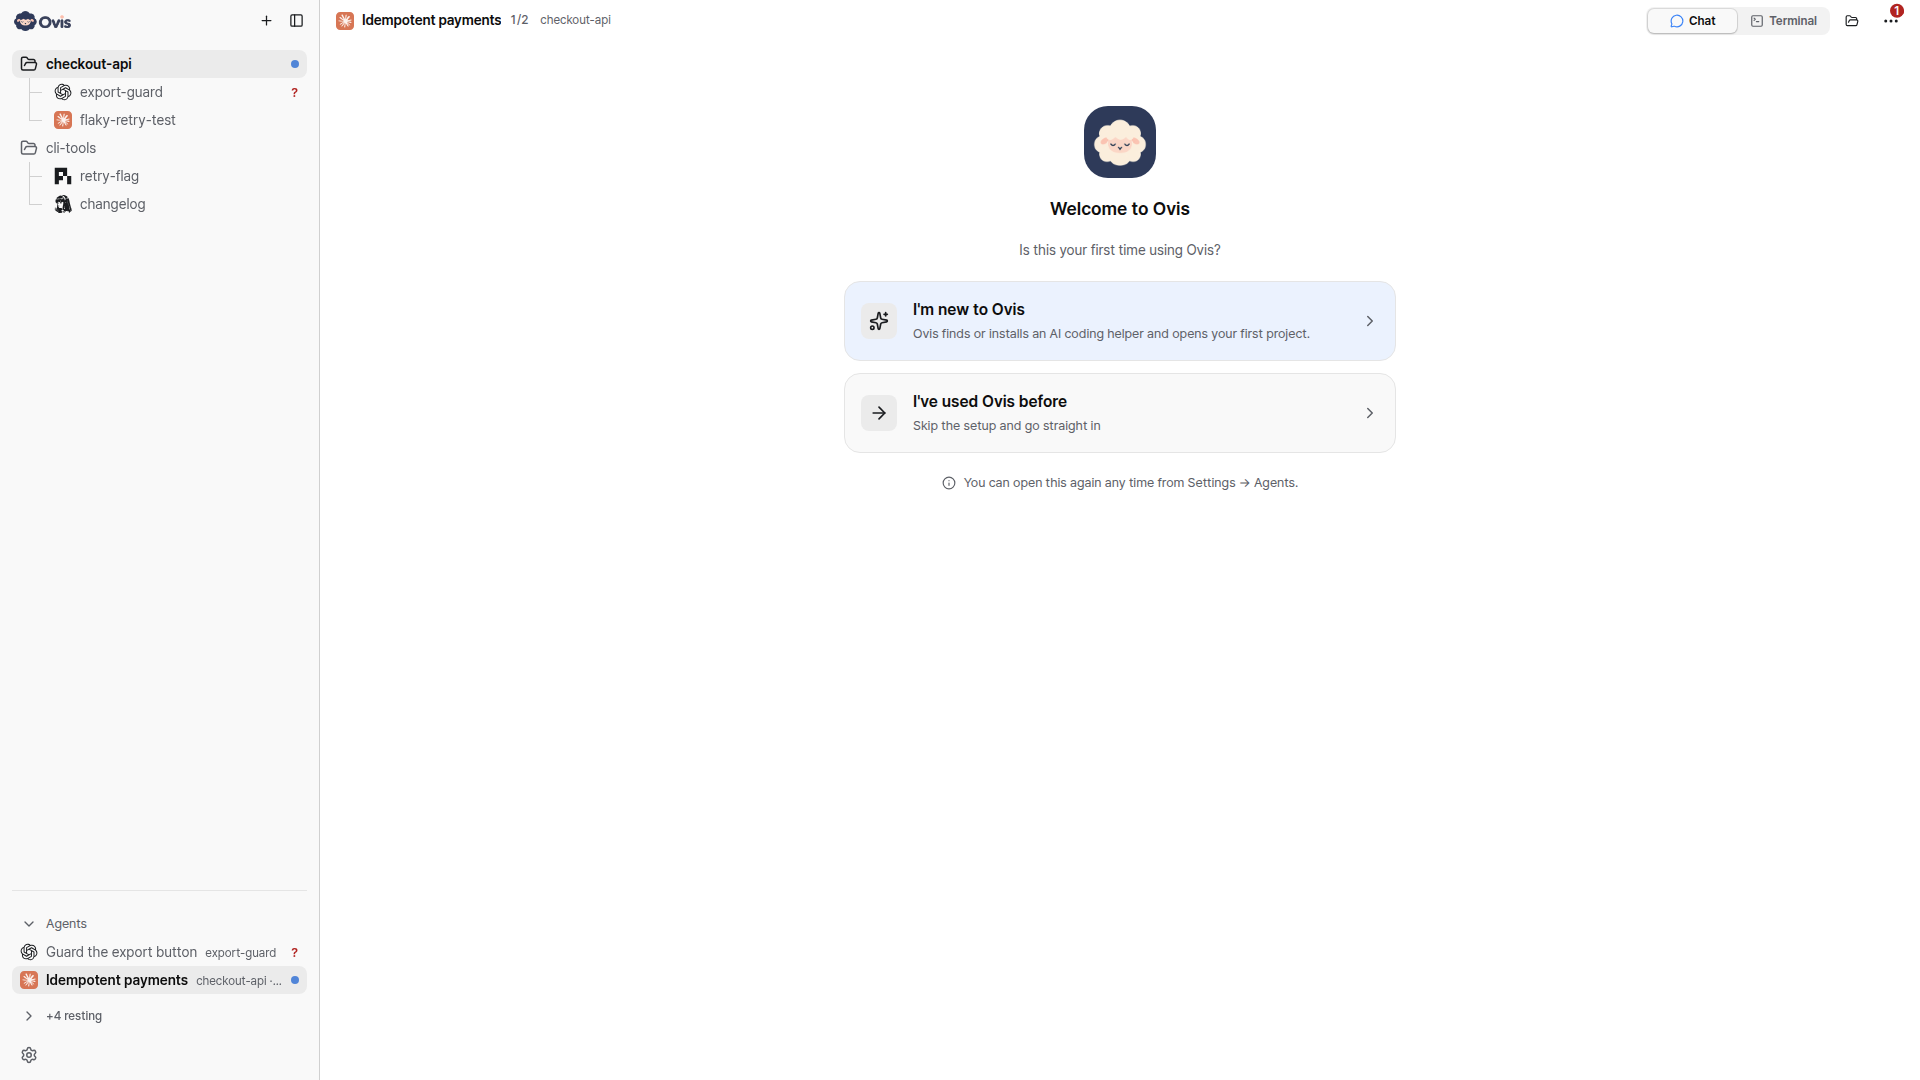 Ovis
checkout-api
export-guard ?
flaky-retry-test
cli-tools
retry-flag
changelog
Agents
Guard the export button export-guard ?
Idempotent payments checkout-api ·...
+4 resting
Idempotent payments 1/2 checkout-api
Chat
Terminal
1
Welcome to Ovis
Is this your first time using Ovis?
I'm new to Ovis
Ovis finds or installs an AI coding helper and opens your first project.
I've used Ovis before
Skip the setup and go straight in
You can open this again any time from Settings → Agents.